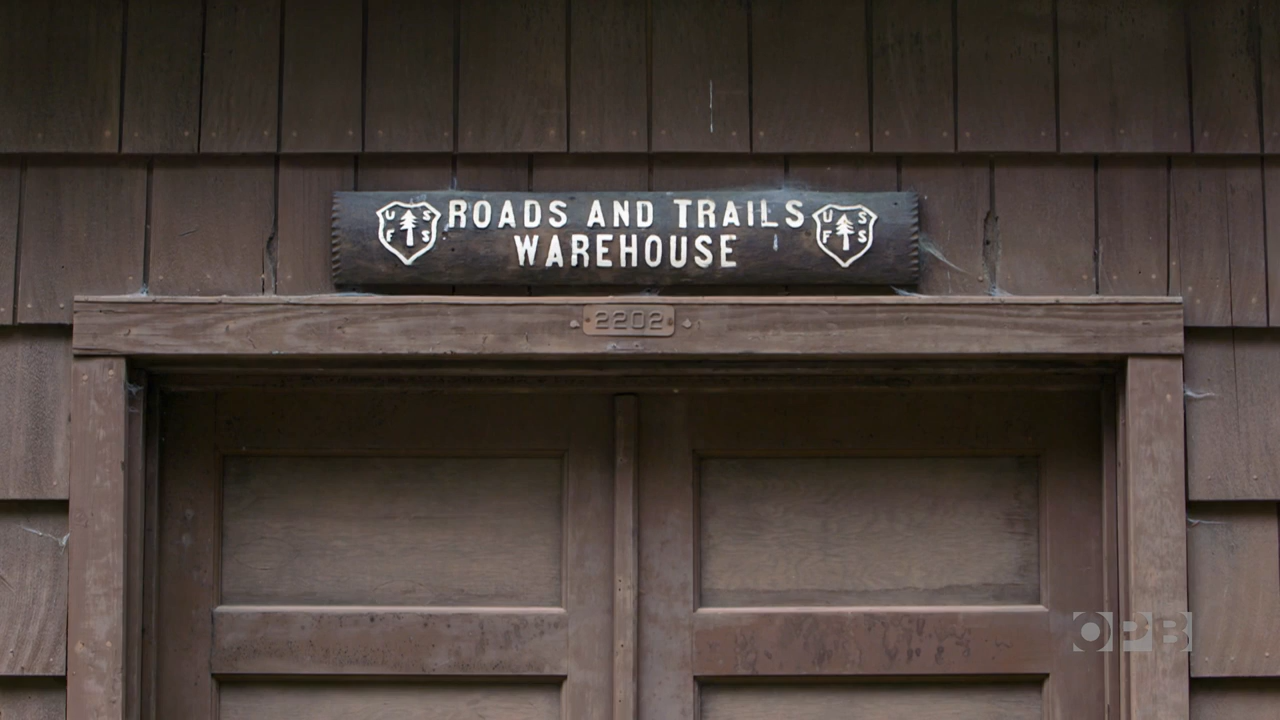 U S
F S
ROADS AND TRAILS
WAREHOUSE
U S
F S
2202
OPB